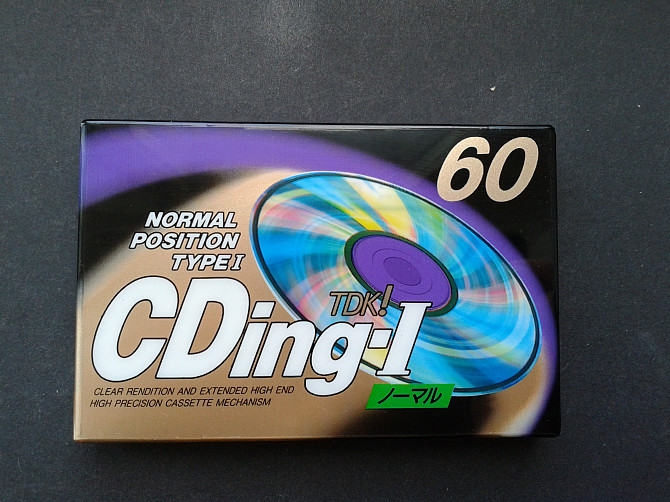 60
NORMAL
POSITION
TYPE I
TDK!
CDing-I
ノーマル
CLEAR RENDITION AND EXTENDED HIGH END
HIGH PRECISION CASSETTE MECHANISM